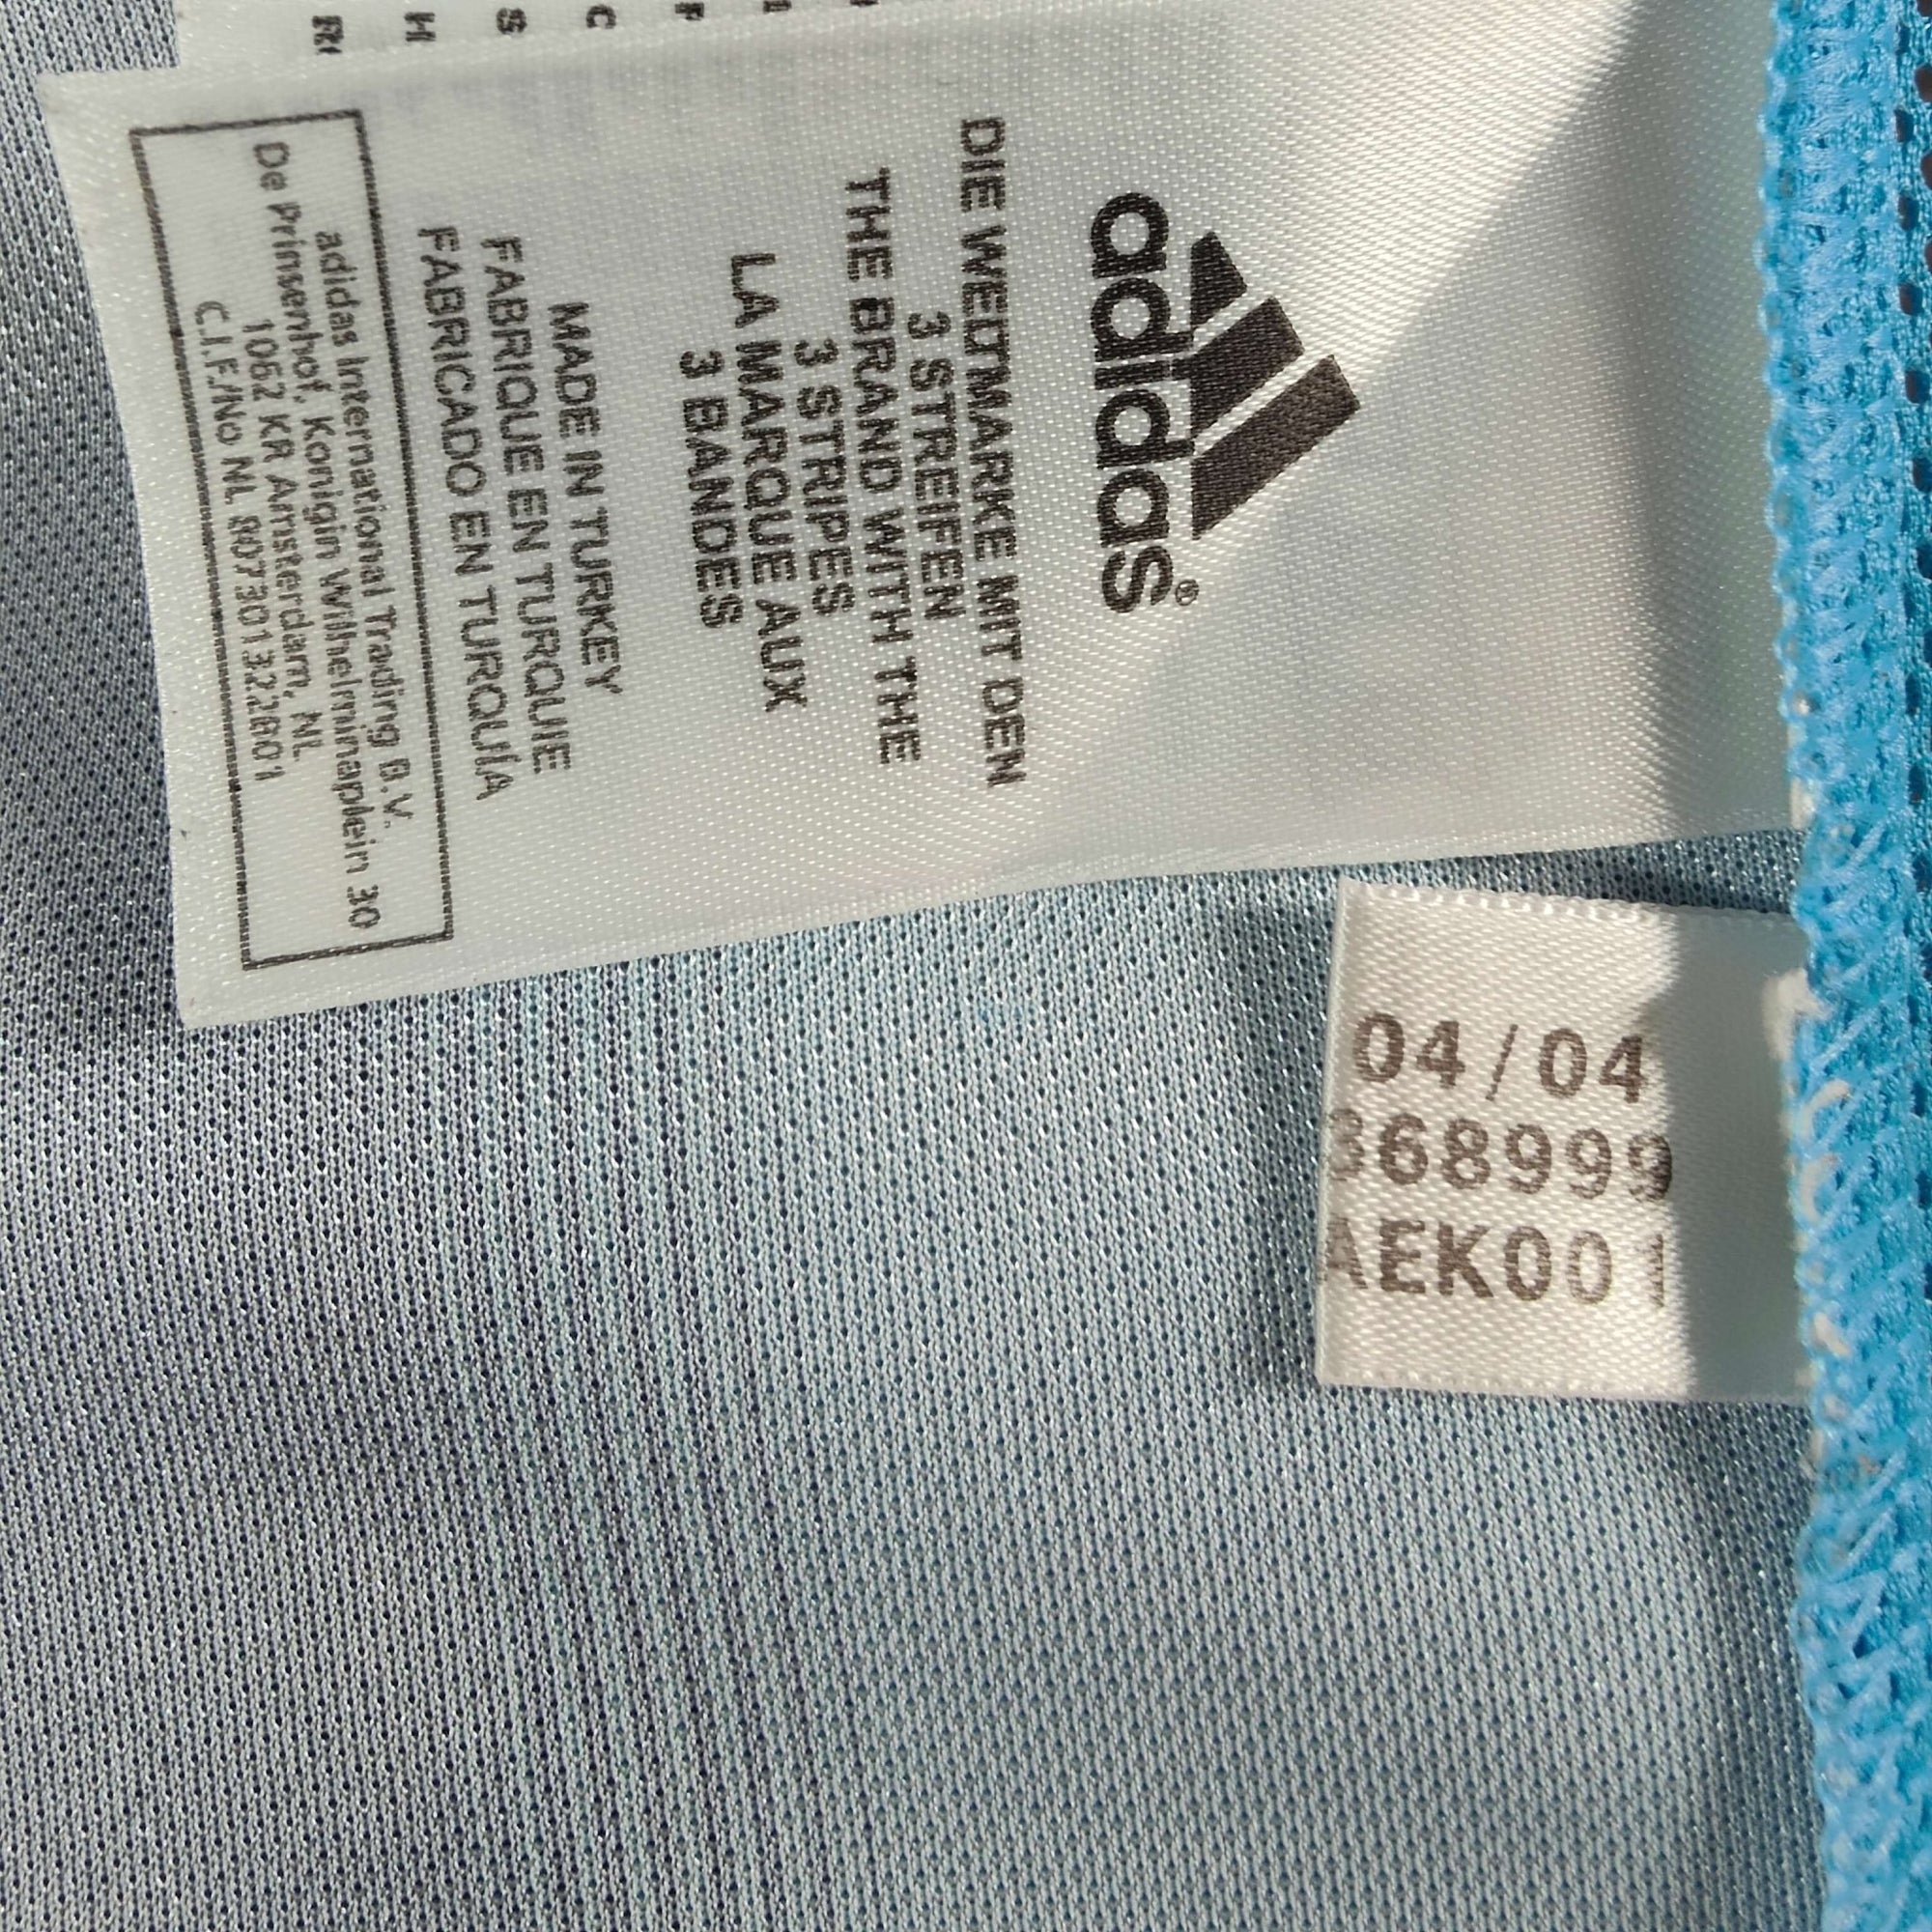 adidas®
DIE WELTMARKE MIT DEN
3 STREIFEN
THE BRAND WITH THE
3 STRIPES
LA MARQUE AUX
3 BANDES
MADE IN TURKEY
FABRIQUE EN TURQUIE
FABRICADO EN TURQUÍA
adidas International Trading B.V.
De Prinsenhof, Konigin Wilhelminaplein 30
1062 KR Amsterdam, NL
C.I.F./No NL 807301322B01
04/04
368999
AEK001